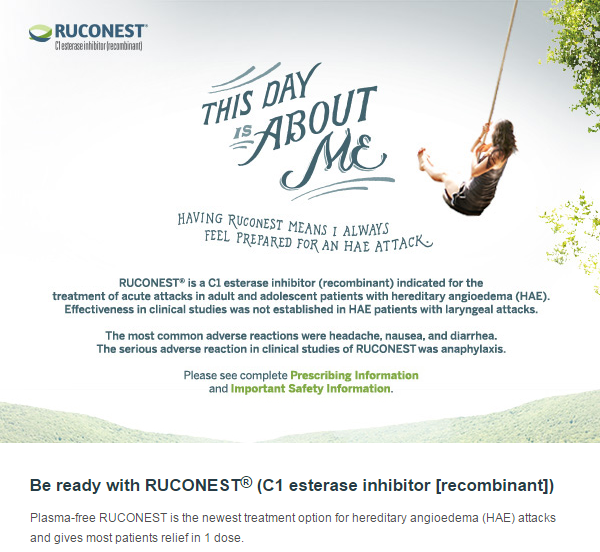 RUCONEST®
C1 esterase inhibitor (recombinant)
THIS DAY
IS ABOUT
ME
HAVING RUCONEST MEANS I ALWAYS
FEEL PREPARED FOR AN HAE ATTACK
RUCONEST® is a C1 esterase inhibitor (recombinant) indicated for the
treatment of acute attacks in adult and adolescent patients with hereditary angioedema (HAE).
Effectiveness in clinical studies was not established in HAE patients with laryngeal attacks.
The most common adverse reactions were headache, nausea, and diarrhea.
The serious adverse reaction in clinical studies of RUCONEST was anaphylaxis.
Please see complete Prescribing Information
and Important Safety Information.
Be ready with RUCONEST® (C1 esterase inhibitor [recombinant])
Plasma-free RUCONEST is the newest treatment option for hereditary angioedema (HAE) attacks
and gives most patients relief in 1 dose.